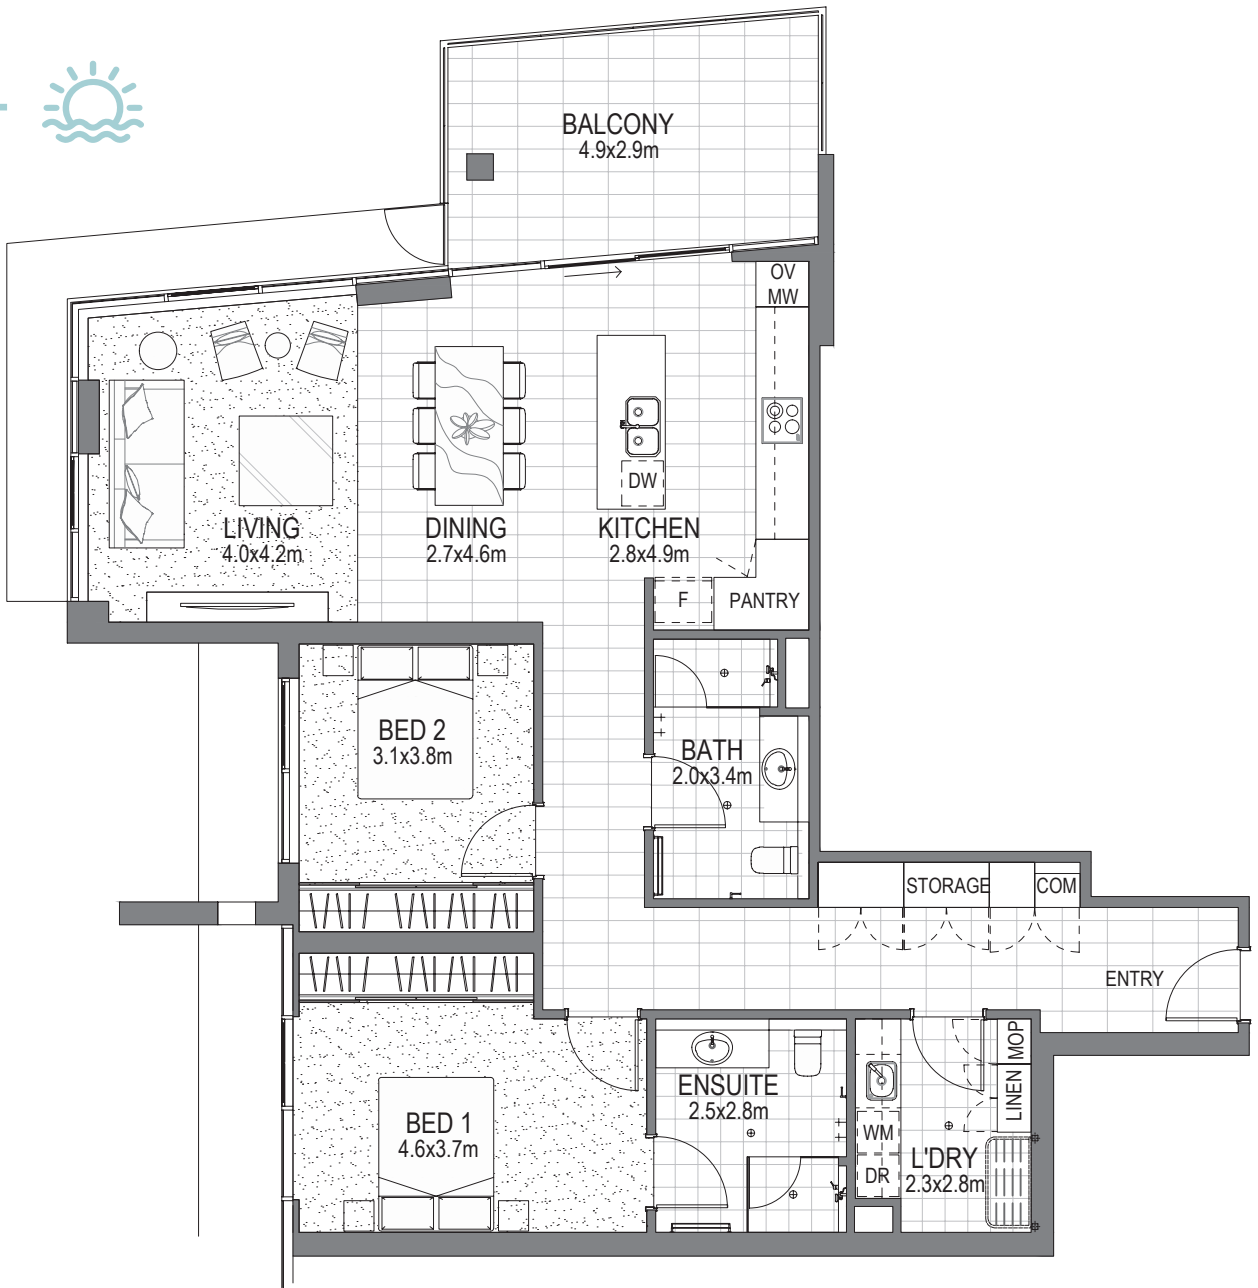 BALCONY
4.9x2.9m
OV
MW
DW
LIVING
4.0x4.2m
DINING
2.7x4.6m
KITCHEN
2.8x4.9m
F
PANTRY
BED 2
3.1x3.8m
BATH
2.0x3.4m
STORAGE
COM
ENTRY
MOP
LINEN
ENSUITE
2.5x2.8m
BED 1
4.6x3.7m
WM
DR
L'DRY
2.3x2.8m